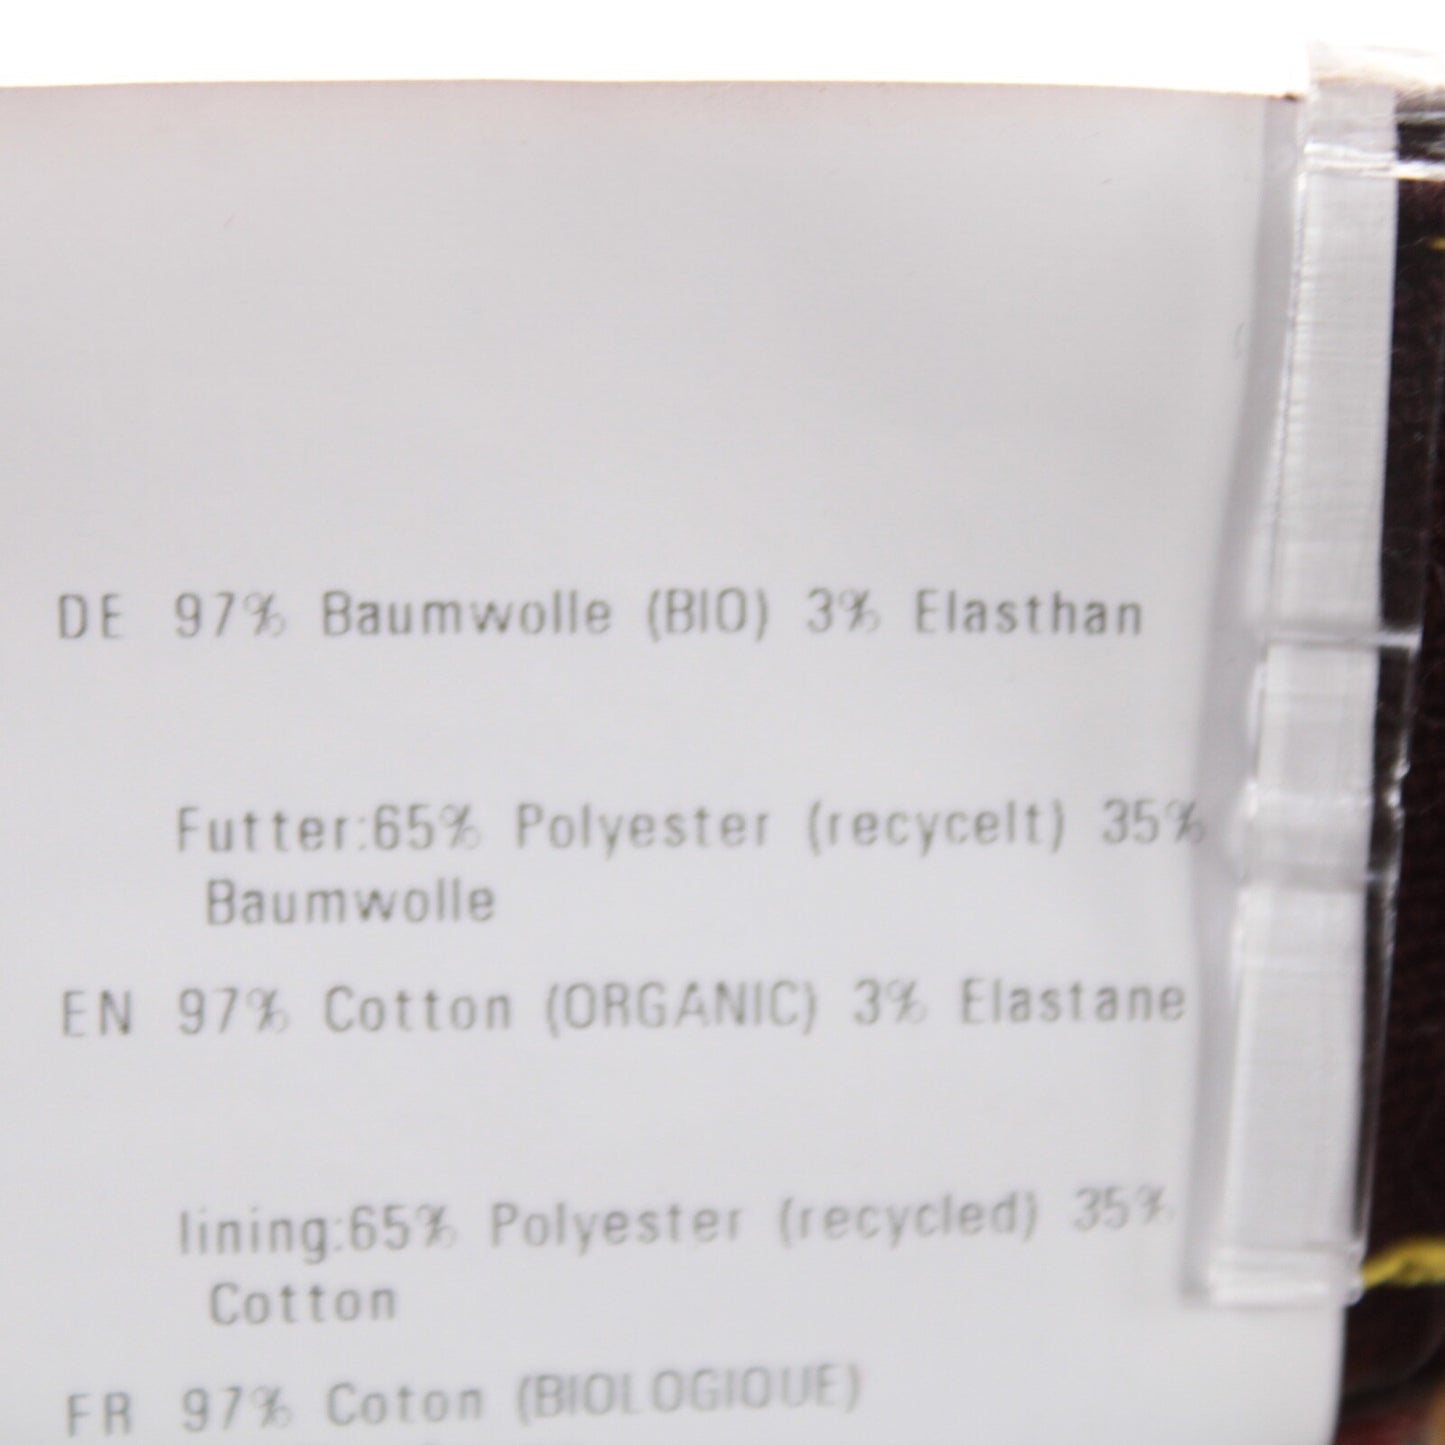 DE 97% Baumwolle (BIO) 3% Elasthan
Futter:65% Polyester (recycelt) 35%
Baumwolle
EN 97% Cotton (ORGANIC) 3% Elastane
lining:65% Polyester (recycled) 35%
Cotton
FR 97% Coton (BIOLOGIQUE)